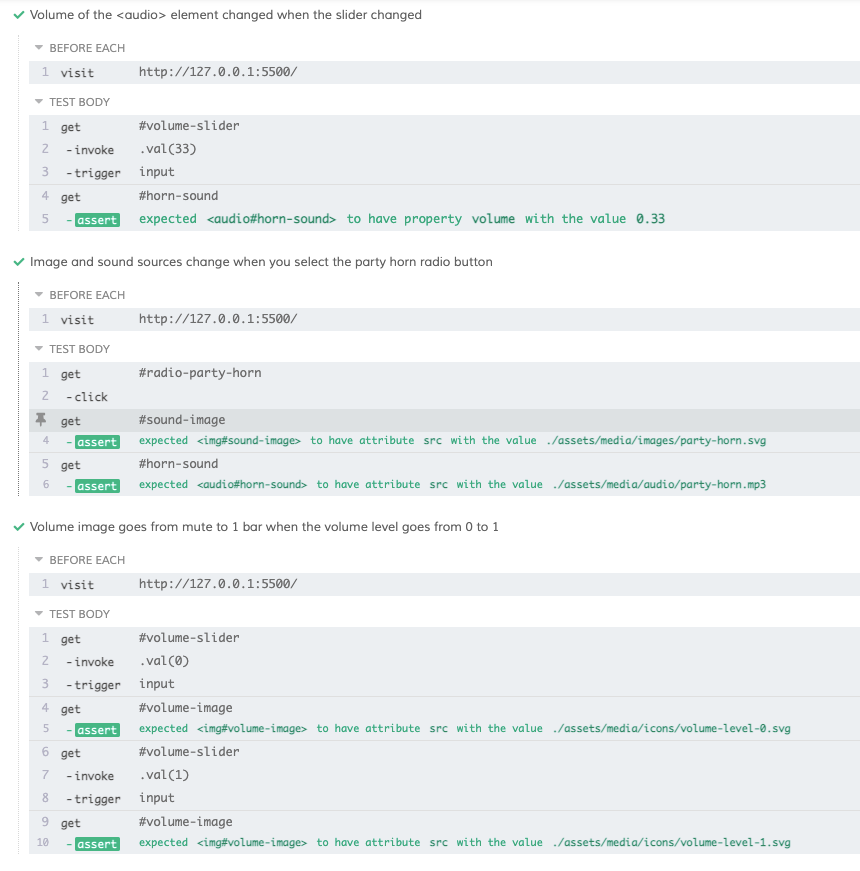 Volume of the <audio> element changed when the slider changed
BEFORE EACH
1 visit http://127.0.0.1:5500/
TEST BODY
1 get #volume-slider
2 -invoke .val(33)
3 -trigger input
4 get #horn-sound
5 -assert expected <audio#horn-sound> to have property volume with the value 0.33
Image and sound sources change when you select the party horn radio button
BEFORE EACH
1 visit http://127.0.0.1:5500/
TEST BODY
1 get #radio-party-horn
2 -click
get #sound-image
4 -assert expected <img#sound-image> to have attribute src with the value ./assets/media/images/party-horn.svg
5 get #horn-sound
6 -assert expected <audio#horn-sound> to have attribute src with the value ./assets/media/audio/party-horn.mp3
Volume image goes from mute to 1 bar when the volume level goes from 0 to 1
BEFORE EACH
1 visit http://127.0.0.1:5500/
TEST BODY
1 get #volume-slider
2 -invoke .val(0)
3 -trigger input
4 get #volume-image
5 -assert expected <img#volume-image> to have attribute src with the value ./assets/media/icons/volume-level-0.svg
6 get #volume-slider
7 -invoke .val(1)
8 -trigger input
9 get #volume-image
10 -assert expected <img#volume-image> to have attribute src with the value ./assets/media/icons/volume-level-1.svg